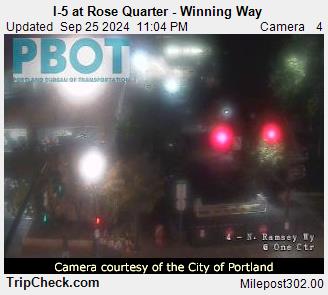 I-5 at Rose Quarter - Winning Way
Updated Sep 25 2024 11:04 PM Camera 4
PBOT
PORTLAND BUREAU OF TRANSPORTATION
4 - N. Ramsey Wy
@ One Ctr
Camera courtesy of the City of Portland
TripCheck.com Milepost302.00